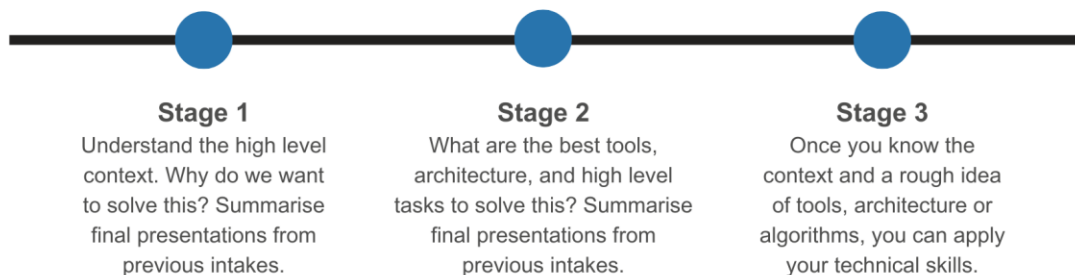 Stage 1
Understand the high level
context. Why do we want
to solve this? Summarise
final presentations from
previous intakes.
Stage 2
What are the best tools,
architecture, and high level
tasks to solve this? Summarise
final presentations from
previous intakes.
Stage 3
Once you know the
context and a rough idea
of tools, architecture or
algorithms, you can apply
your technical skills.